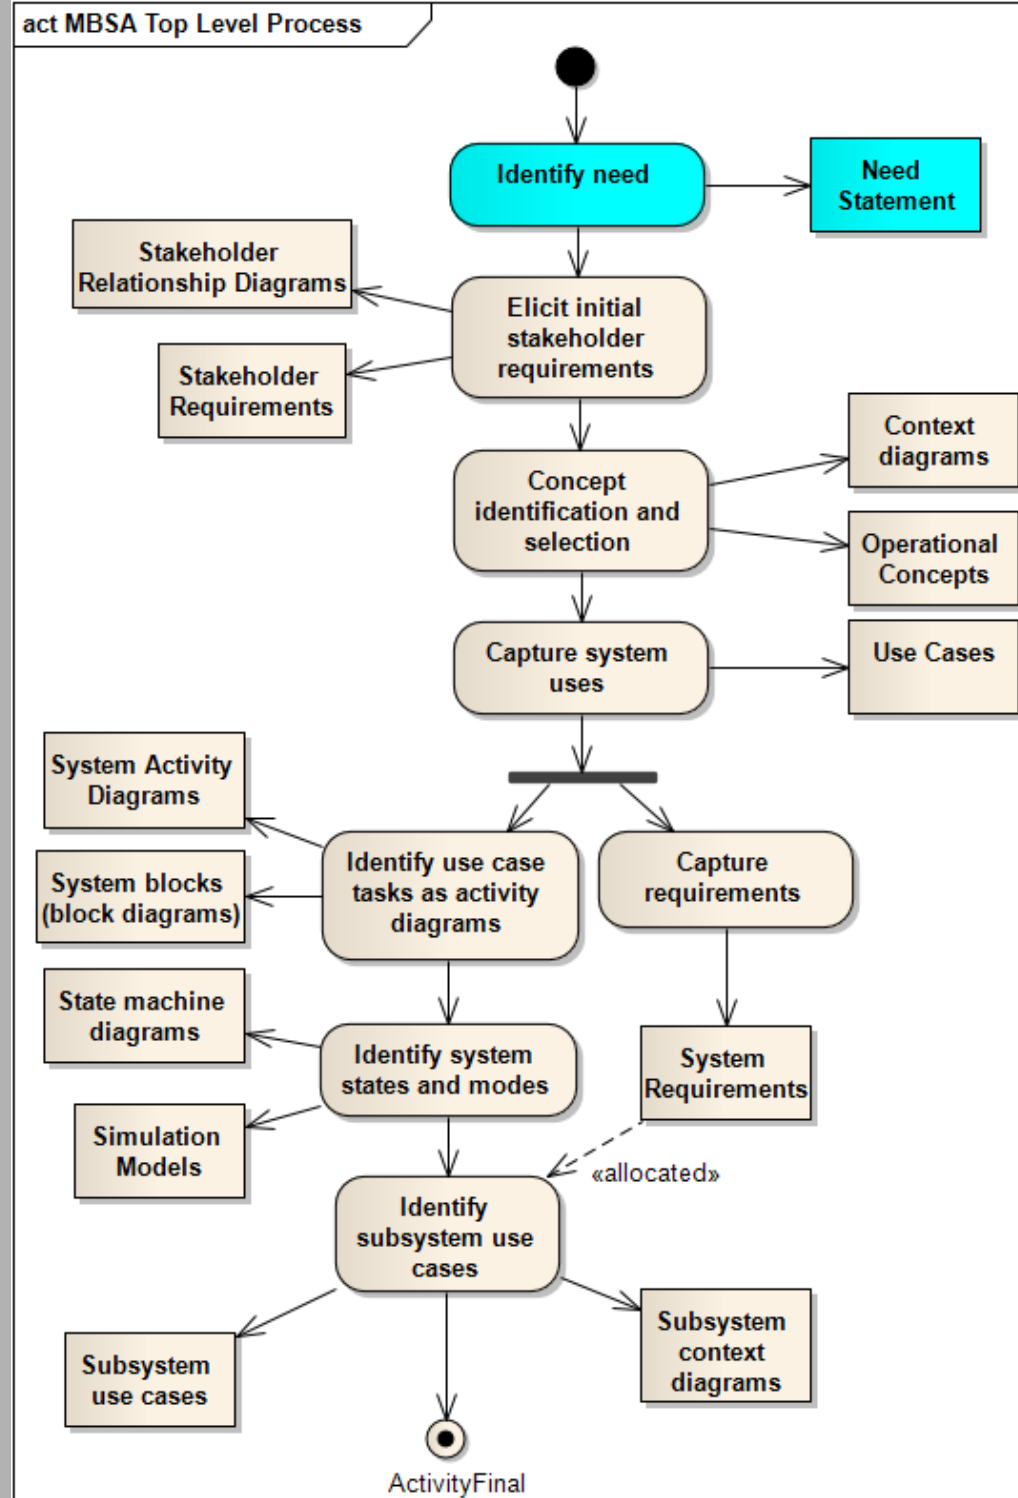 act MBSA Top Level Process
Identify need
Need
Statement
Stakeholder
Relationship Diagrams
Elicit initial
stakeholder
requirements
Stakeholder
Requirements
Context
diagrams
Concept
identification and
selection
Operational
Concepts
Capture system
uses
Use Cases
System Activity
Diagrams
Identify use case
tasks as activity
diagrams
Capture
requirements
System blocks
(block diagrams)
State machine
diagrams
Identify system
states and modes
System
Requirements
Simulation
Models
«allocated»
Identify
subsystem use
cases
Subsystem
use cases
Subsystem
context
diagrams
ActivityFinal